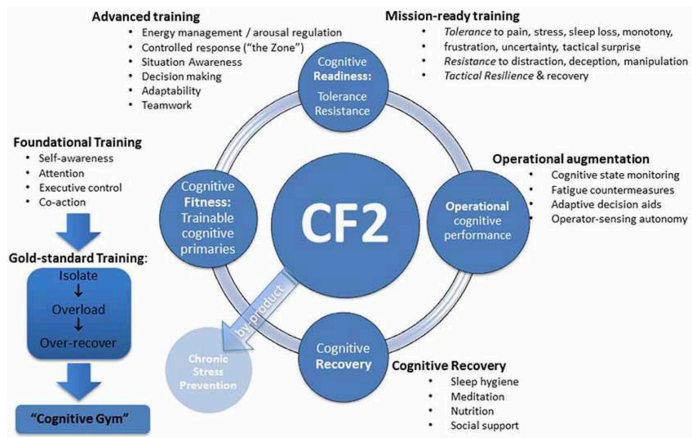 Advanced training
• Energy management / arousal regulation
• Controlled response (“the Zone”)
• Situation Awareness
• Decision making
• Adaptability
• Teamwork
Mission-ready training
• Tolerance to pain, stress, sleep loss, monotony,
frustration, uncertainty, tactical surprise
• Resistance to distraction, deception, manipulation
• Tactical Resilience & recovery
Cognitive
Readiness:
Tolerance
Resistance
Foundational Training
• Self-awareness
• Attention
• Executive control
• Co-action
Gold-standard Training:
Isolate
Overload
Over-recover
“Cognitive Gym”
Cognitive
Fitness:
Trainable
cognitive
primaries
CF2
Operational
cognitive
performance
Operational augmentation
• Cognitive state monitoring
• Fatigue countermeasures
• Adaptive decision aids
• Operator-sensing autonomy
by product
Chronic
Stress
Prevention
Cognitive
Recovery
Cognitive Recovery
• Sleep hygiene
• Meditation
• Nutrition
• Social support